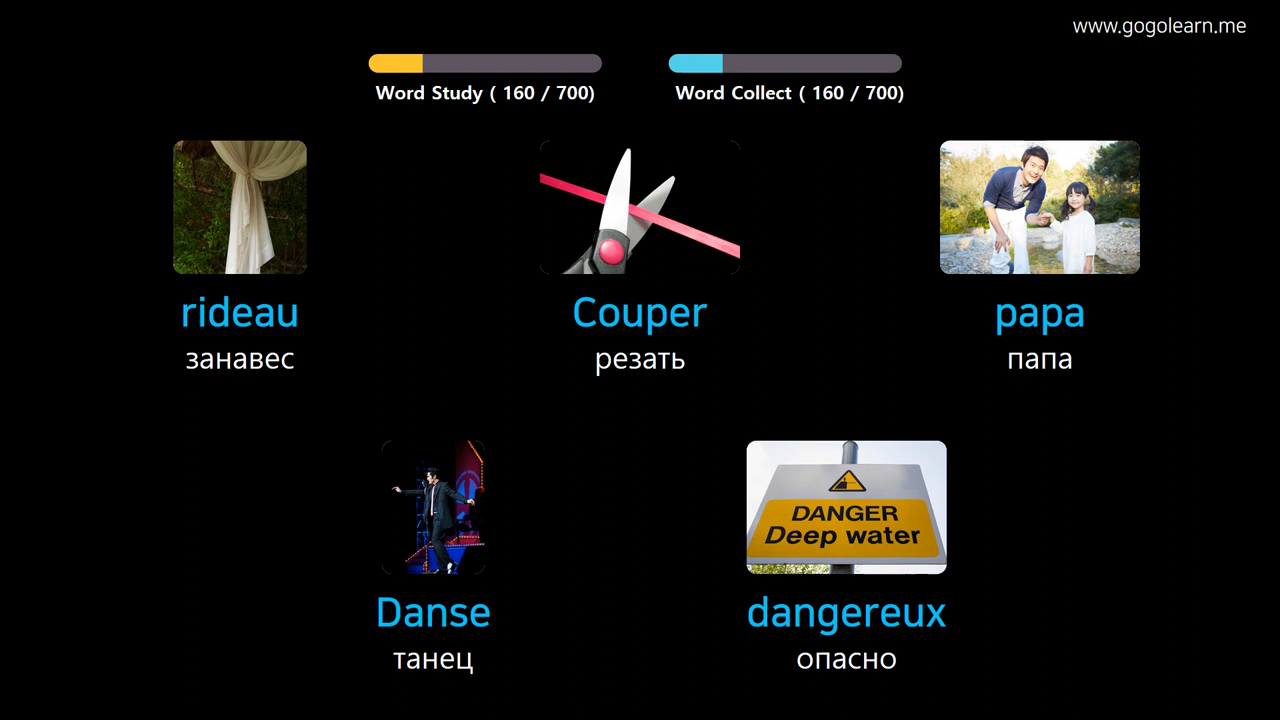 www.gogolearn.me
Word Study ( 160 / 700)
Word Collect ( 160 / 700)
rideau
занавес
Couper
резать
papa
папа
Danse
танец
DANGER
Deep water
dangereux
опасно